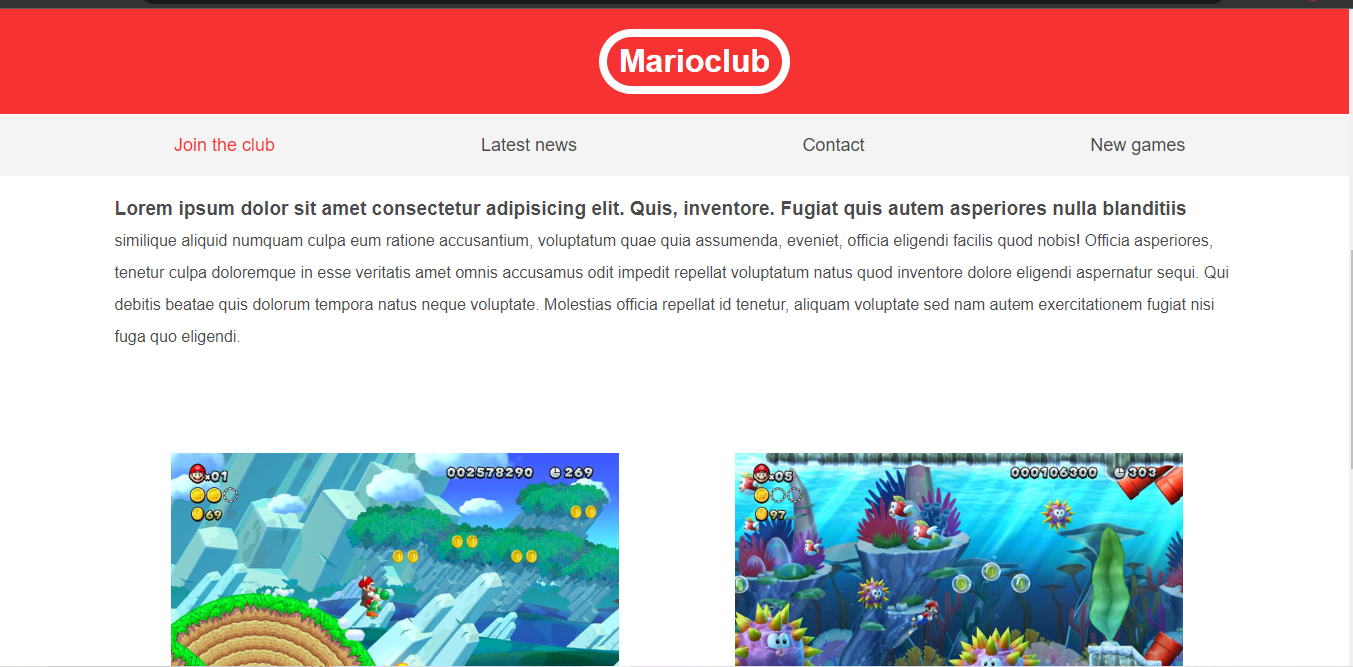 Marioclub
Join the club
Latest news
Contact
New games
Lorem ipsum dolor sit amet consectetur adipisicing elit. Quis, inventore. Fugiat quis autem asperiores nulla blanditiis
similique aliquid numquam culpa eum ratione accusantium, voluptatum quae quia assumenda, eveniet, officia eligendi facilis quod nobis! Officia asperiores,
tenetur culpa doloremque in esse veritatis amet omnis accusamus odit impedit repellat voluptatum natus quod inventore dolore eligendi aspernatur sequi. Qui
debitis beatae quis dolorum tempora natus neque voluptate. Molestias officia repellat id tenetur, aliquam voluptate sed nam autem exercitationem fugiat nisi
fuga quo eligendi.
x01
002578290
269
69
x05
000106300
303
97